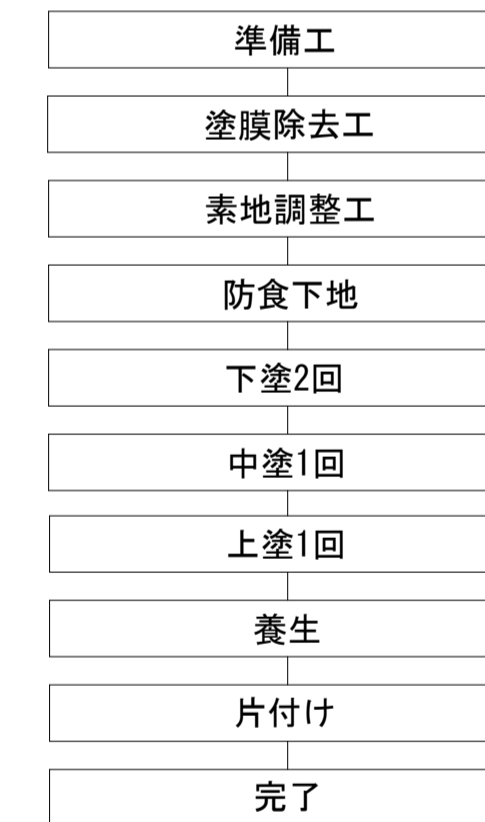 準備工
塗膜除去工
素地調整工
防食下地
下塗2回
中塗1回
上塗1回
養生
片付け
完了